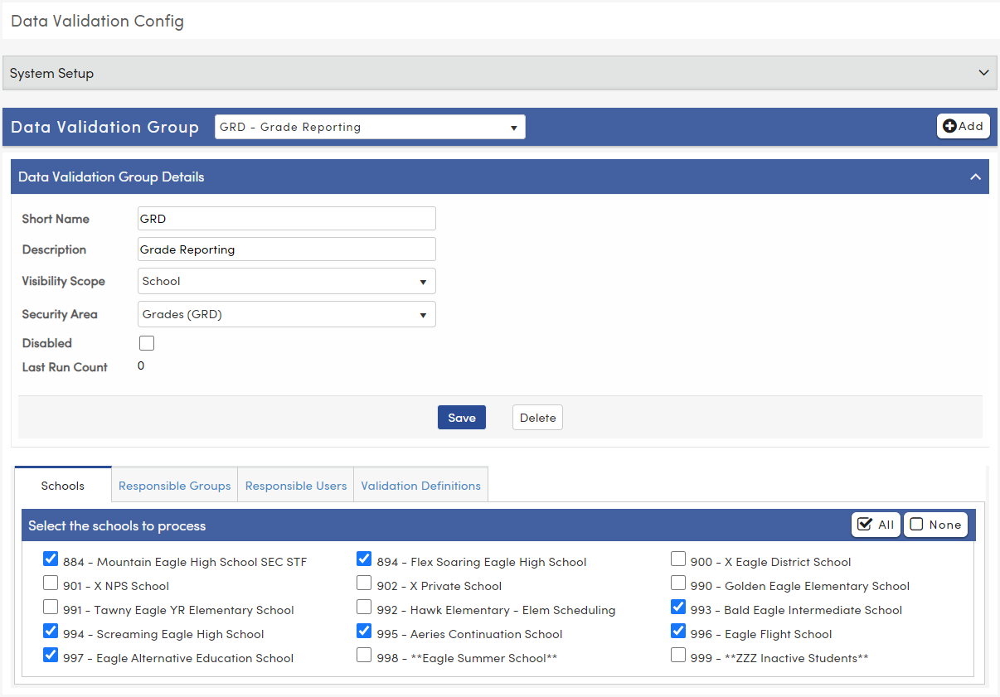 Data Validation Config
System Setup
Data Validation Group GRD - Grade Reporting Add
Data Validation Group Details
Short Name GRD
Description Grade Reporting
Visibility Scope School
Security Area Grades (GRD)
Disabled
Last Run Count 0
Save Delete
Schools Responsible Groups Responsible Users Validation Definitions
Select the schools to process All None
884 - Mountain Eagle High School SEC STF 894 - Flex Soaring Eagle High School 900 - X Eagle District School
901 - X NPS School 902 - X Private School 990 - Golden Eagle Elementary School
991 - Tawny Eagle YR Elementary School 992 - Hawk Elementary - Elem Scheduling 993 - Bald Eagle Intermediate School
994 - Screaming Eagle High School 995 - Aeries Continuation School 996 - Eagle Flight School
997 - Eagle Alternative Education School 998 - **Eagle Summer School** 999 - **ZZZ Inactive Students**